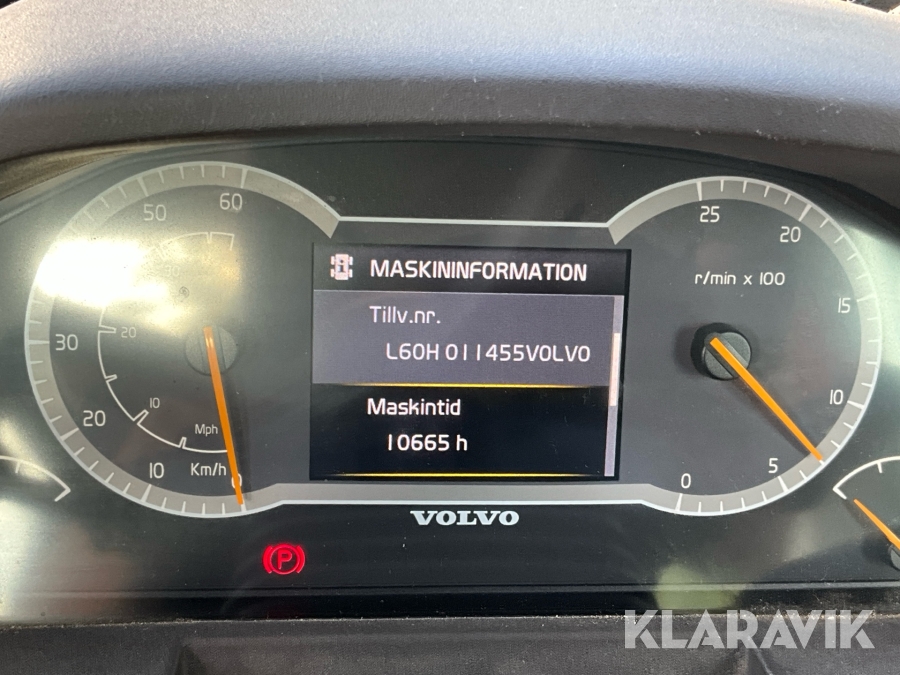 MASKININFORMATION
Tillv.nr.
L60H 011455VOLVO
Maskintid
10665 h
0
10
20
30
50
60
10
20
Mph
Km/h
0
5
10
15
20
25
r/min x 100
VOLVO
P
KLARAVIK